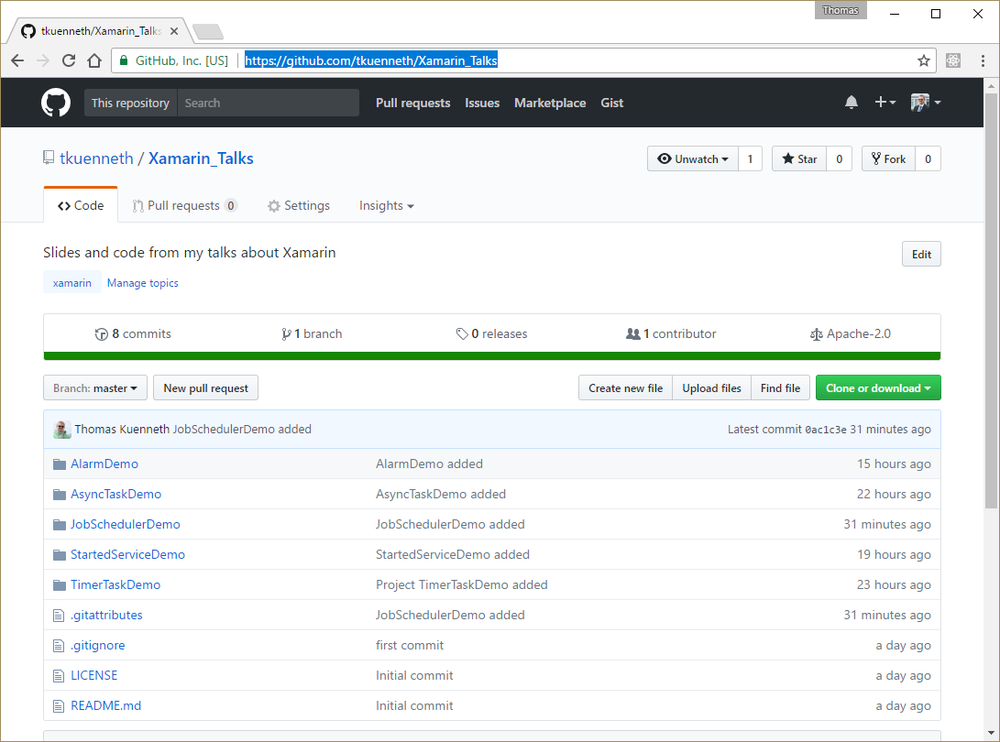 Thomas
tkuenneth/Xamarin_Talks
GitHub, Inc. [US] https://github.com/tkuenneth/Xamarin_Talks
This repository Search Pull requests Issues Marketplace Gist
tkuenneth / Xamarin_Talks Unwatch 1 Star 0 Fork 0
Code Pull requests 0 Settings Insights
Slides and code from my talks about Xamarin Edit
xamarin Manage topics
8 commits 1 branch 0 releases 1 contributor Apache-2.0
Branch: master New pull request Create new file Upload files Find file Clone or download
Thomas Kuenneth JobSchedulerDemo added Latest commit 0ac1c3e 31 minutes ago
AlarmDemo AlarmDemo added 15 hours ago
AsyncTaskDemo AsyncTaskDemo added 22 hours ago
JobSchedulerDemo JobSchedulerDemo added 31 minutes ago
StartedServiceDemo StartedServiceDemo added 19 hours ago
TimerTaskDemo Project TimerTaskDemo added 23 hours ago
.gitattributes JobSchedulerDemo added 31 minutes ago
.gitignore first commit a day ago
LICENSE Initial commit a day ago
README.md Initial commit a day ago